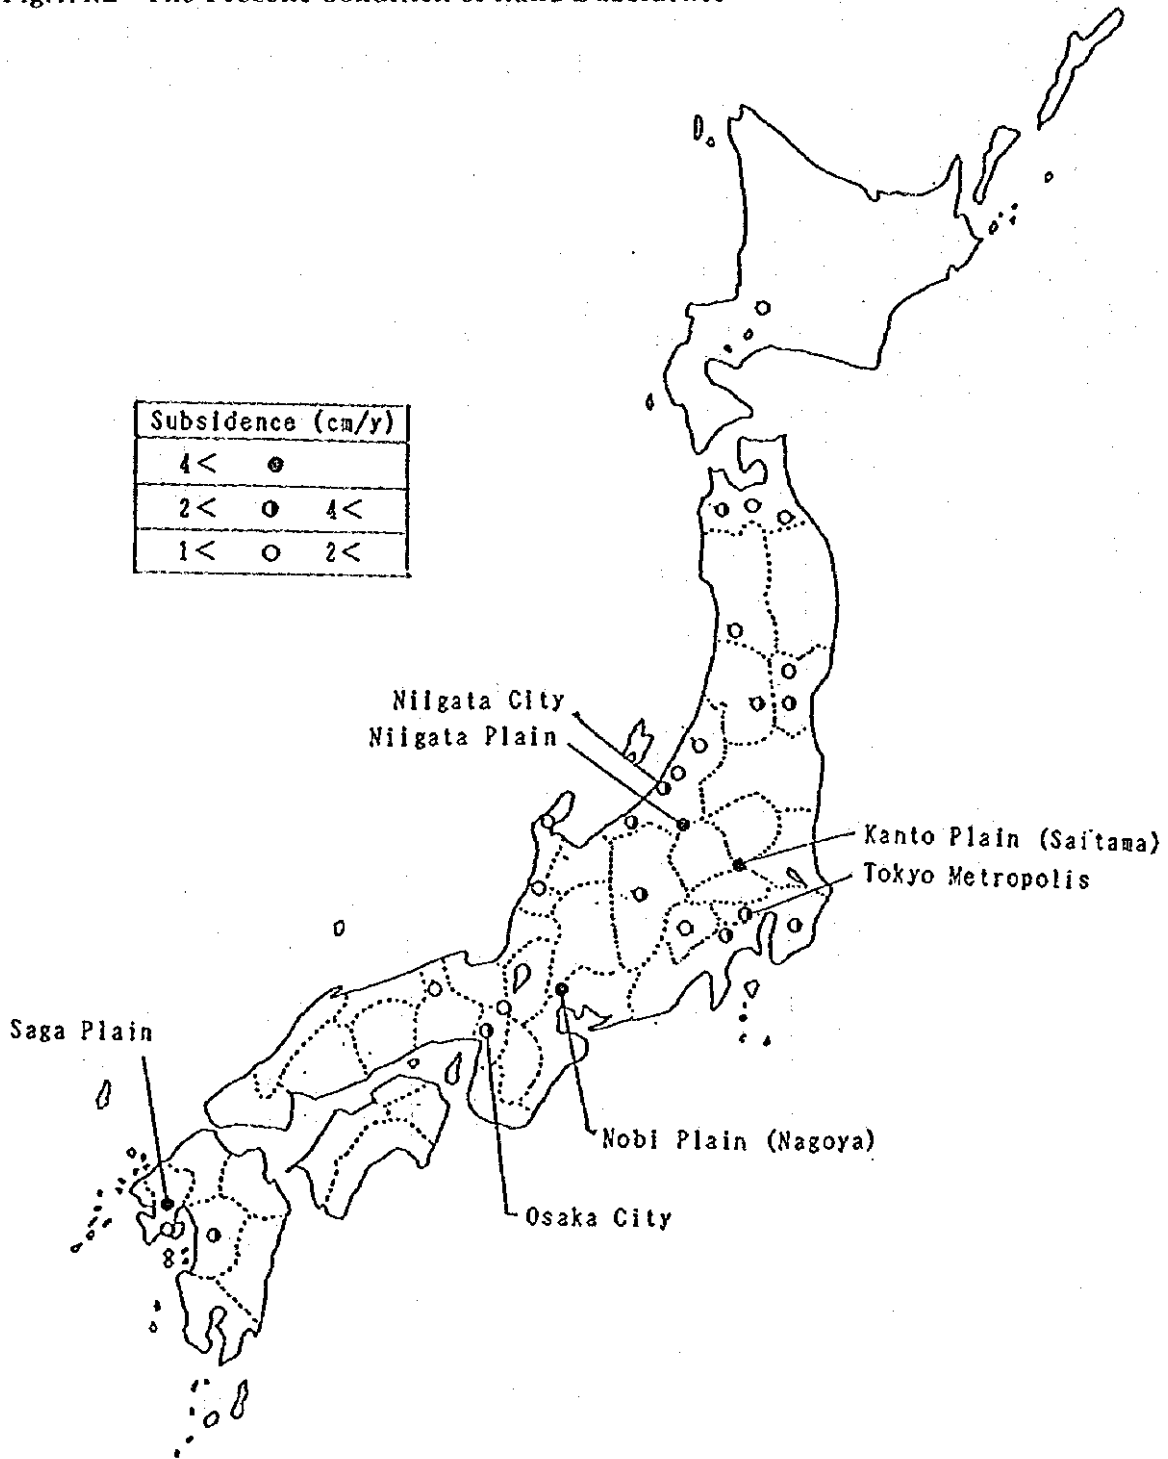 Subsidence (cm/y)
4<
2< 4<
1< 2<
Niigata City
Niigata Plain
Kanto Plain (Saitama)
Tokyo Metropolis
Saga Plain
Nobi Plain (Nagoya)
Osaka City